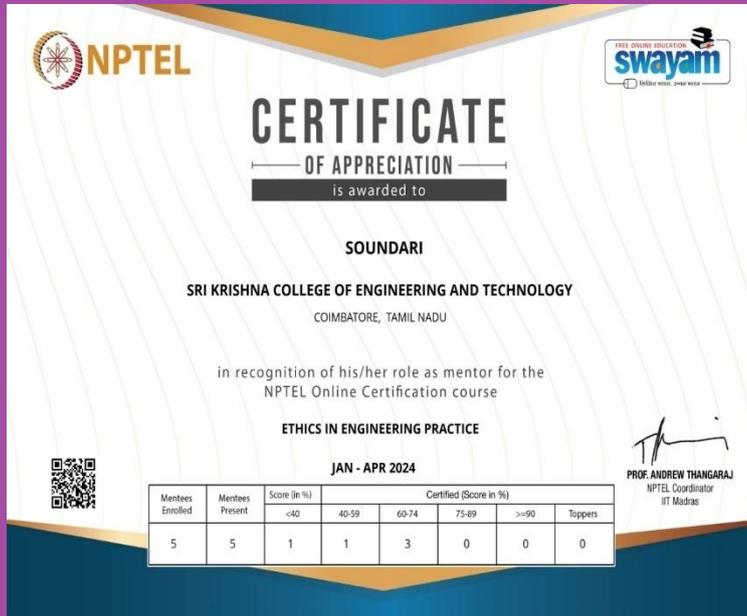 NPTEL
FREE ONLINE EDUCATION
swayam
शिक्षित भारत, उन्नत भारत
CERTIFICATE
OF APPRECIATION
is awarded to
SOUNDARI
SRI KRISHNA COLLEGE OF ENGINEERING AND TECHNOLOGY
COIMBATORE, TAMIL NADU
in recognition of his/her role as mentor for the
NPTEL Online Certification course
ETHICS IN ENGINEERING PRACTICE
JAN - APR 2024
PROF. ANDREW THANGARAJ
NPTEL Coordinator
IIT Madras
Mentees Enrolled Mentees Present Score (in %) Certified (Score in %)
<40 40-59 60-74 75-89 >=90 Toppers
5 5 1 1 3 0 0 0